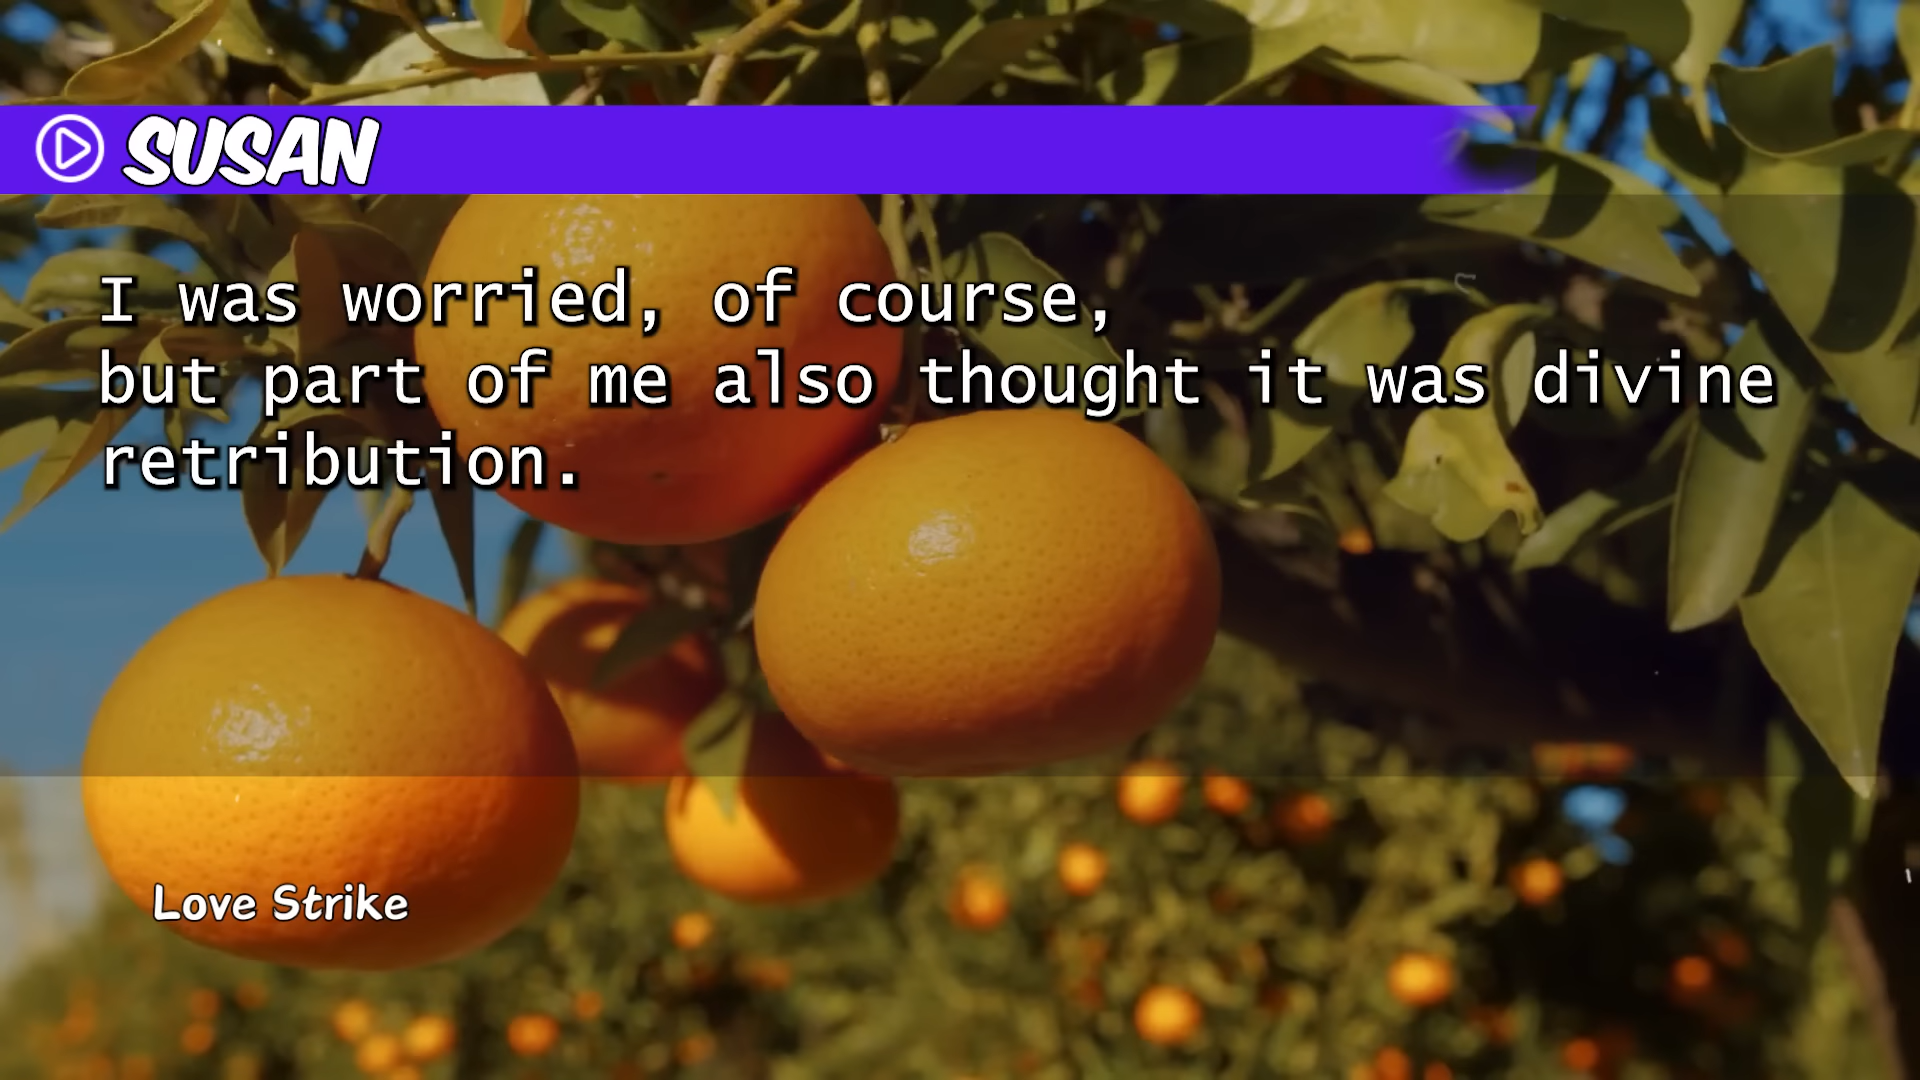 SUSAN
I was worried, of course,
but part of me also thought it was divine
retribution.
Love Strike